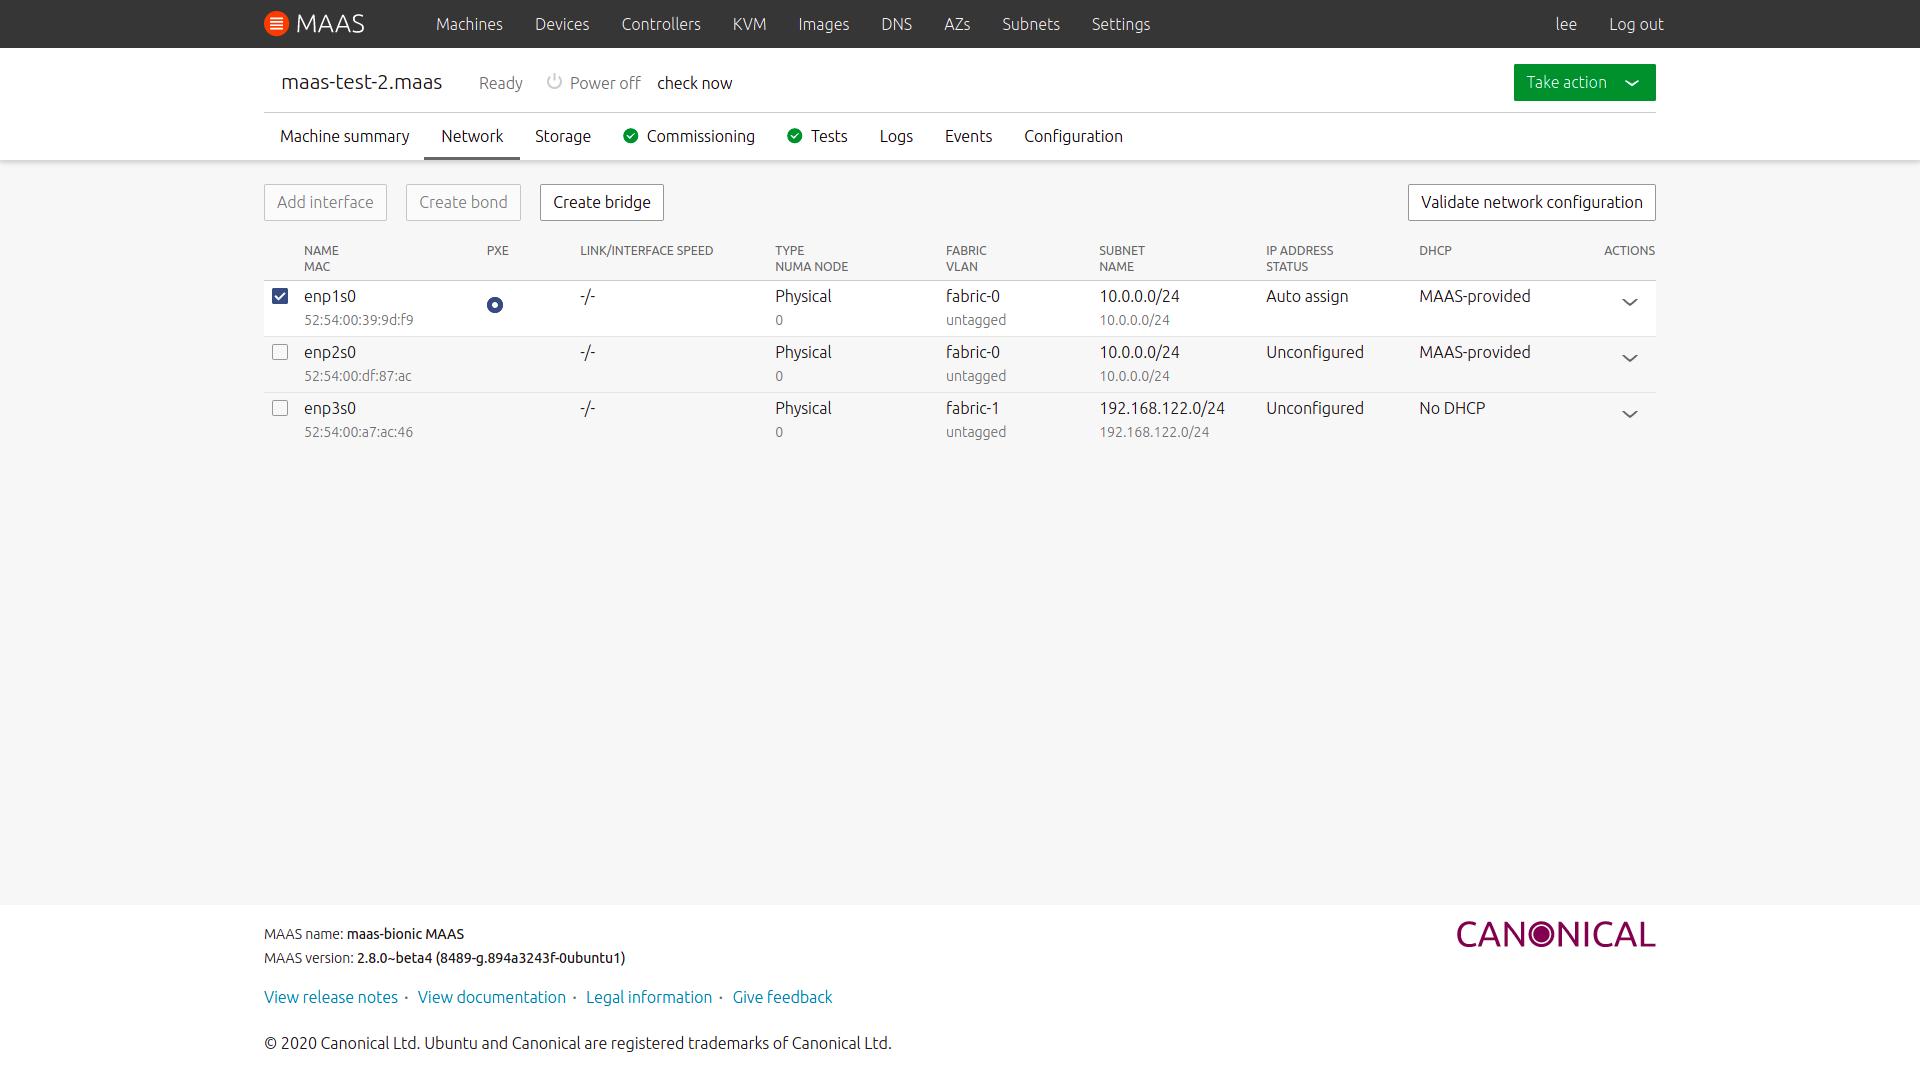 MAAS Machines Devices Controllers KVM Images DNS AZs Subnets Settings lee Log out
maas-test-2.maas Ready Power off check now Take action
Machine summary Network Storage Commissioning Tests Logs Events Configuration
Add interface Create bond Create bridge Validate network configuration
NAME PXE LINK/INTERFACE SPEED TYPE FABRIC SUBNET IP ADDRESS DHCP ACTIONS
MAC NUMA NODE VLAN NAME STATUS
enp1s0 -/- Physical fabric-0 10.0.0.0/24 Auto assign MAAS-provided
52:54:00:39:9d:f9 0 untagged 10.0.0.0/24
enp2s0 -/- Physical fabric-0 10.0.0.0/24 Unconfigured MAAS-provided
52:54:00:df:87:ac 0 untagged 10.0.0.0/24
enp3s0 -/- Physical fabric-1 192.168.122.0/24 Unconfigured No DHCP
52:54:00:a7:ac:46 0 untagged 192.168.122.0/24
MAAS name: maas-bionic MAAS CANONICAL
MAAS version: 2.8.0~beta4 (8489-g.894a3243f-0ubuntu1)
View release notes · View documentation · Legal information · Give feedback
© 2020 Canonical Ltd. Ubuntu and Canonical are registered trademarks of Canonical Ltd.